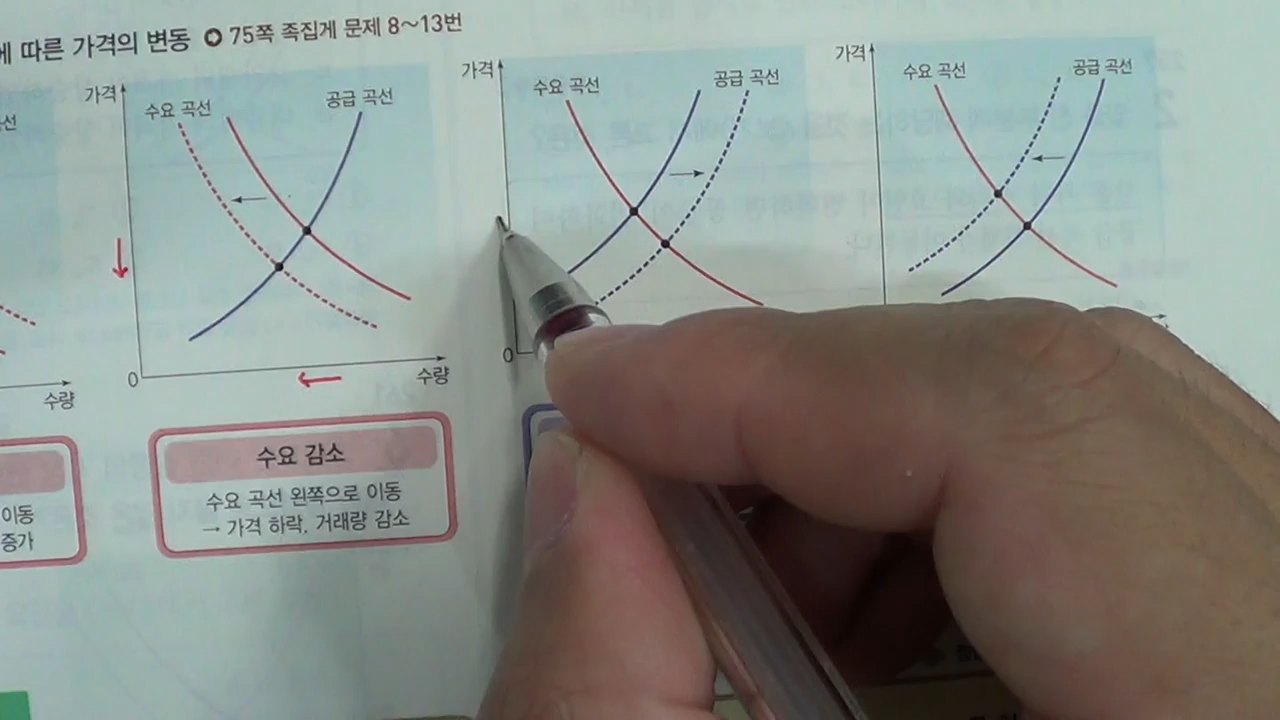 에 따른 가격의 변동 75쪽 족집게 문제 8~13번
곡선
수량
이동
증가
가격
수요 곡선
공급 곡선
0
수량
수요 감소
수요 곡선 왼쪽으로 이동
→ 가격 하락, 거래량 감소
가격
수요 곡선
공급 곡선
0
가격
수요 곡선
공급 곡선